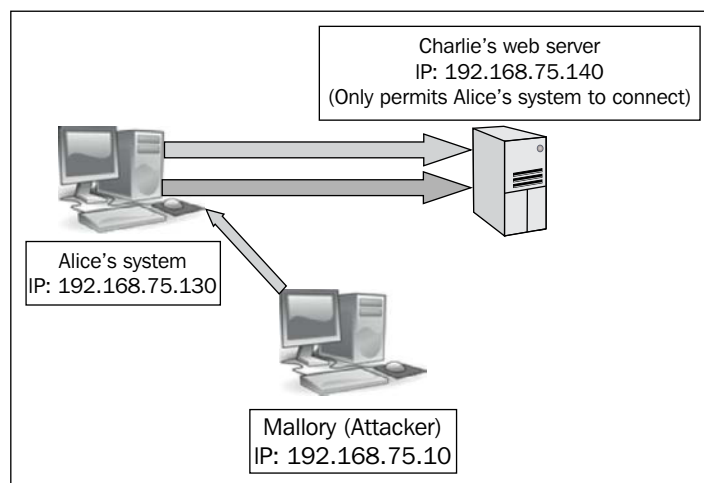 Charlie's web server
IP: 192.168.75.140
(Only permits Alice's system to connect)
Alice's system
IP: 192.168.75.130
Mallory (Attacker)
IP: 192.168.75.10